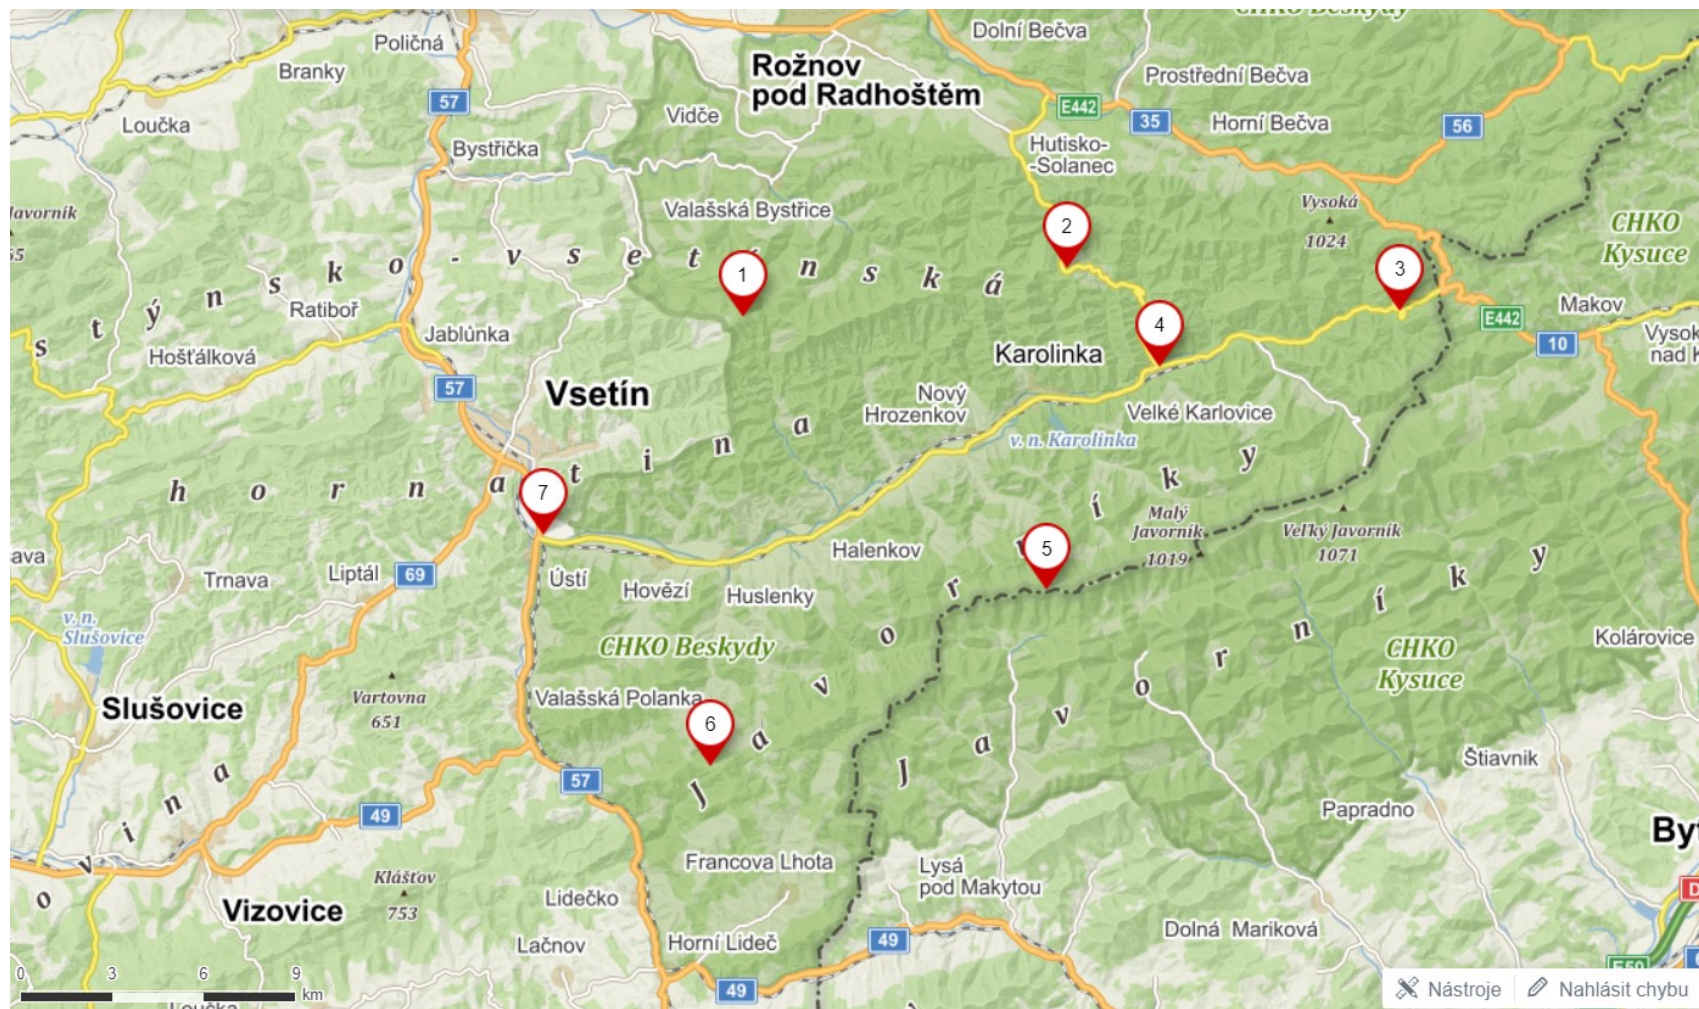 CHKO Beskydy
Dolní Bečva
Poličná
Branky
Rožnov
pod Radhoštěm
Prostřední Bečva
57
E442
35
56
Vidče
Horní Bečva
Loučka
Bystřička
Hutisko-
-Solanec
Javorník
Valašská Bystřice
Vysoká
1024
CHKO
Kysuce
2
1
3
s t ý n s k o - v s e t í n s k á
h o r n a t i n a
Ratiboř
Jablůnka
Hošťálková
4
E442
Makov
10
Karolinka
57
Vsetín
Nový
Hrozenkov
Velké Karlovice
v. n. Karolinka
7
Malý
Javorník
1019
Veľký Javorník
1071
5
Halenkov
Trnava
Liptál
69
Ústí
Hovězí
Huslenky
v. n.
Slušovice
CHKO Beskydy
J a v o r n í k y
J a v o r n í k y
CHKO
Kysuce
Kolárovice
Vartovna
651
Valašská Polanka
Slušovice
6
Štiavnik
57
49
Papradno
o v i n a
Francova Lhota
Lysá
pod Makytou
Klášťov
753
Lidečko
Vizovice
Lačnov
Horní Lideč
49
Dolná Mariková
49
E50
0 3 6 9 km
Loučka
Nástroje
Nahlásit chybu